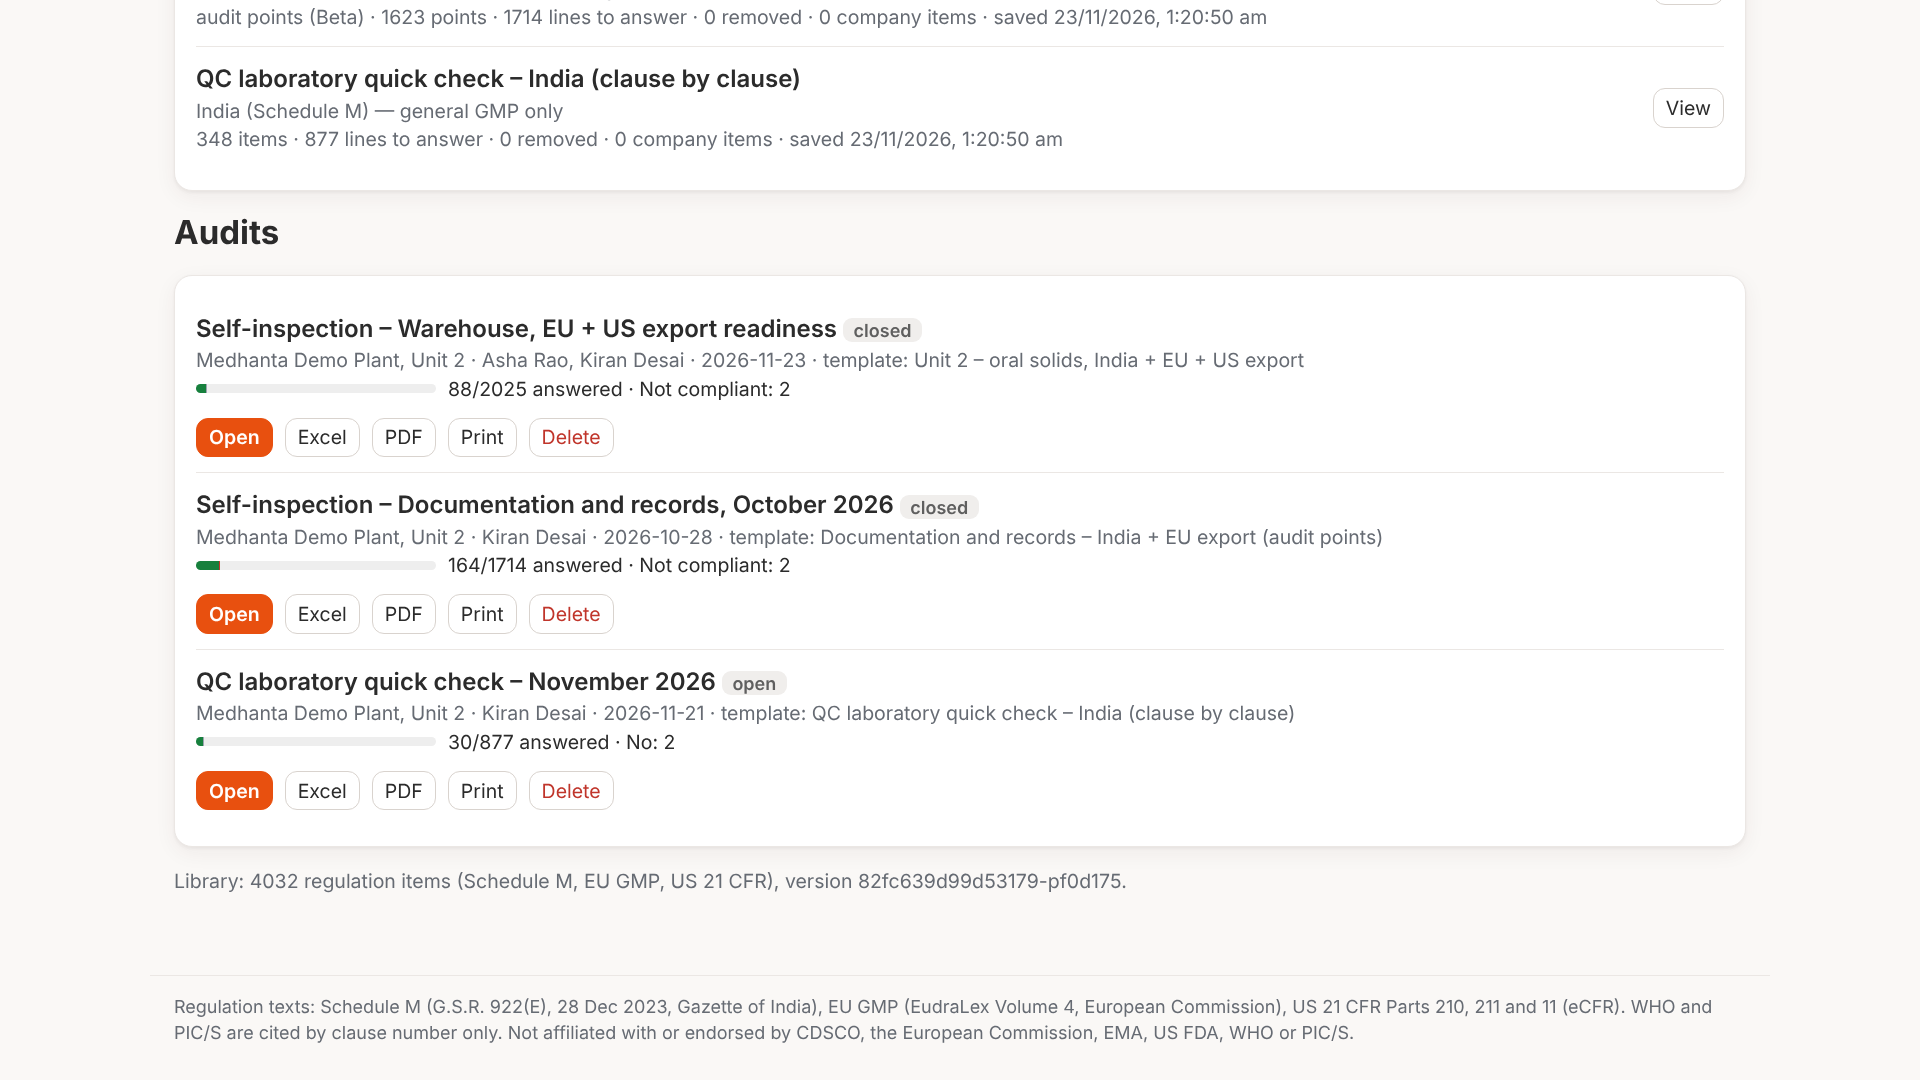 audit points (Beta) · 1623 points · 1714 lines to answer · 0 removed · 0 company items · saved 23/11/2026, 1:20:50 am
QC laboratory quick check – India (clause by clause)
India (Schedule M) — general GMP only
348 items · 877 lines to answer · 0 removed · 0 company items · saved 23/11/2026, 1:20:50 am
View
Audits
Self-inspection – Warehouse, EU + US export readiness closed
Medhanta Demo Plant, Unit 2 · Asha Rao, Kiran Desai · 2026-11-23 · template: Unit 2 – oral solids, India + EU + US export
88/2025 answered · Not compliant: 2
Open Excel PDF Print Delete
Self-inspection – Documentation and records, October 2026 closed
Medhanta Demo Plant, Unit 2 · Kiran Desai · 2026-10-28 · template: Documentation and records – India + EU export (audit points)
164/1714 answered · Not compliant: 2
Open Excel PDF Print Delete
QC laboratory quick check – November 2026 open
Medhanta Demo Plant, Unit 2 · Kiran Desai · 2026-11-21 · template: QC laboratory quick check – India (clause by clause)
30/877 answered · No: 2
Open Excel PDF Print Delete
Library: 4032 regulation items (Schedule M, EU GMP, US 21 CFR), version 82fc639d99d53179-pf0d175.
Regulation texts: Schedule M (G.S.R. 922(E), 28 Dec 2023, Gazette of India), EU GMP (EudraLex Volume 4, European Commission), US 21 CFR Parts 210, 211 and 11 (eCFR). WHO and
PIC/S are cited by clause number only. Not affiliated with or endorsed by CDSCO, the European Commission, EMA, US FDA, WHO or PIC/S.